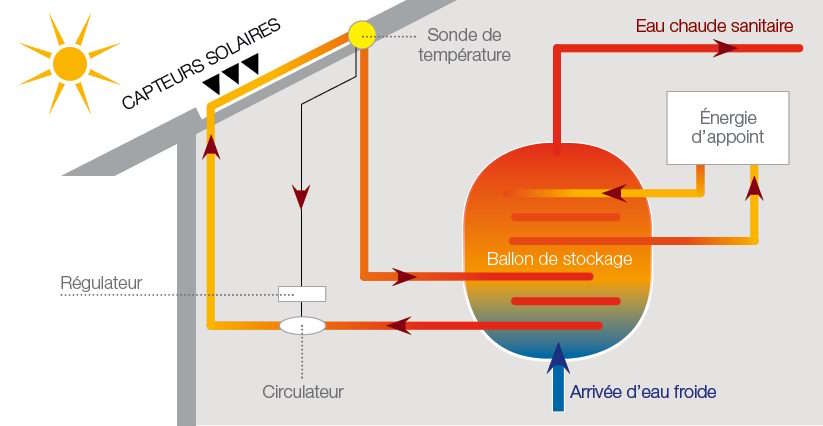 Eau chaude sanitaire
CAPTEURS SOLAIRES
Sonde de
température
Énergie
d'appoint
Ballon de stockage
Régulateur
Circulateur
Arrivée d'eau froide